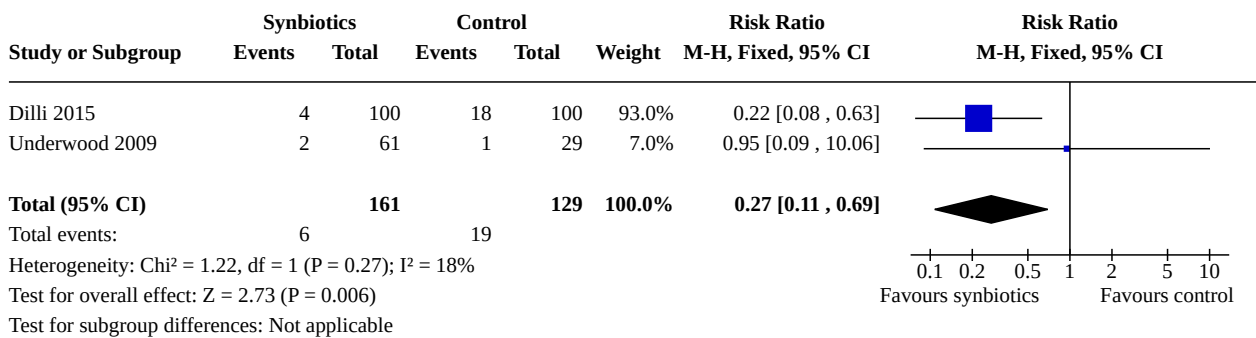 Synbiotics Control Risk Ratio Risk Ratio
Study or Subgroup Events Total Events Total Weight M-H, Fixed, 95% CI M-H, Fixed, 95% CI
Dilli 2015 4 100 18 100 93.0% 0.22 [0.08 , 0.63]
Underwood 2009 2 61 1 29 7.0% 0.95 [0.09 , 10.06]
Total (95% CI) 161 129 100.0% 0.27 [0.11 , 0.69]
Total events: 6 19
Heterogeneity: Chi² = 1.22, df = 1 (P = 0.27); I² = 18%
0.1 0.2 0.5 1 2 5 10
Test for overall effect: Z = 2.73 (P = 0.006)
Favours synbiotics Favours control
Test for subgroup differences: Not applicable